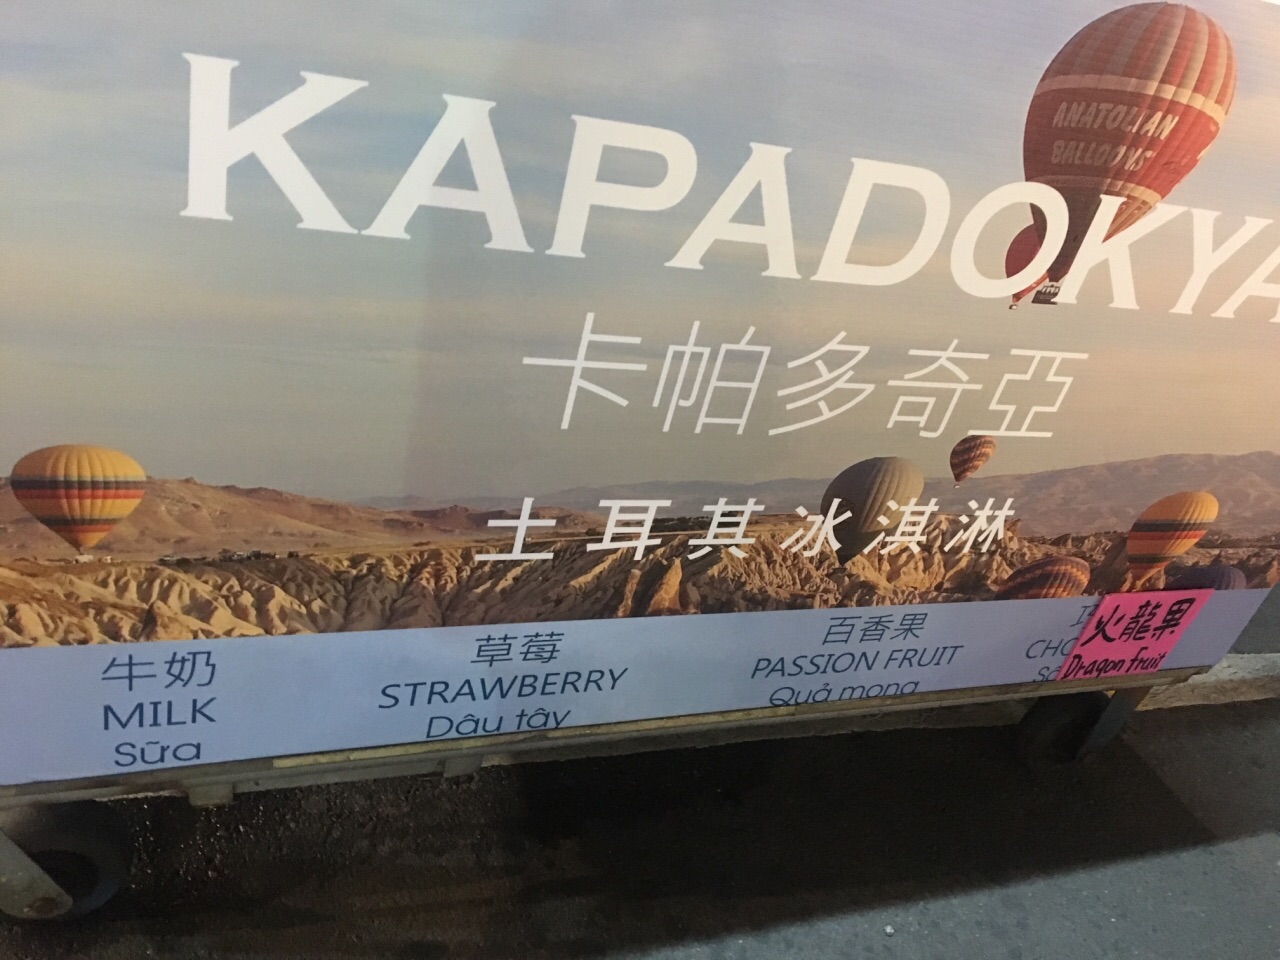 ANATOLIAN
BALLOONS
KAPADOKYA
卡帕多奇亞
土耳其冰淇淋
牛奶
MILK
Sữa
草莓
STRAWBERRY
Dâu tây
百香果
PASSION FRUIT
Quả mong
火龍果
Dragon fruit